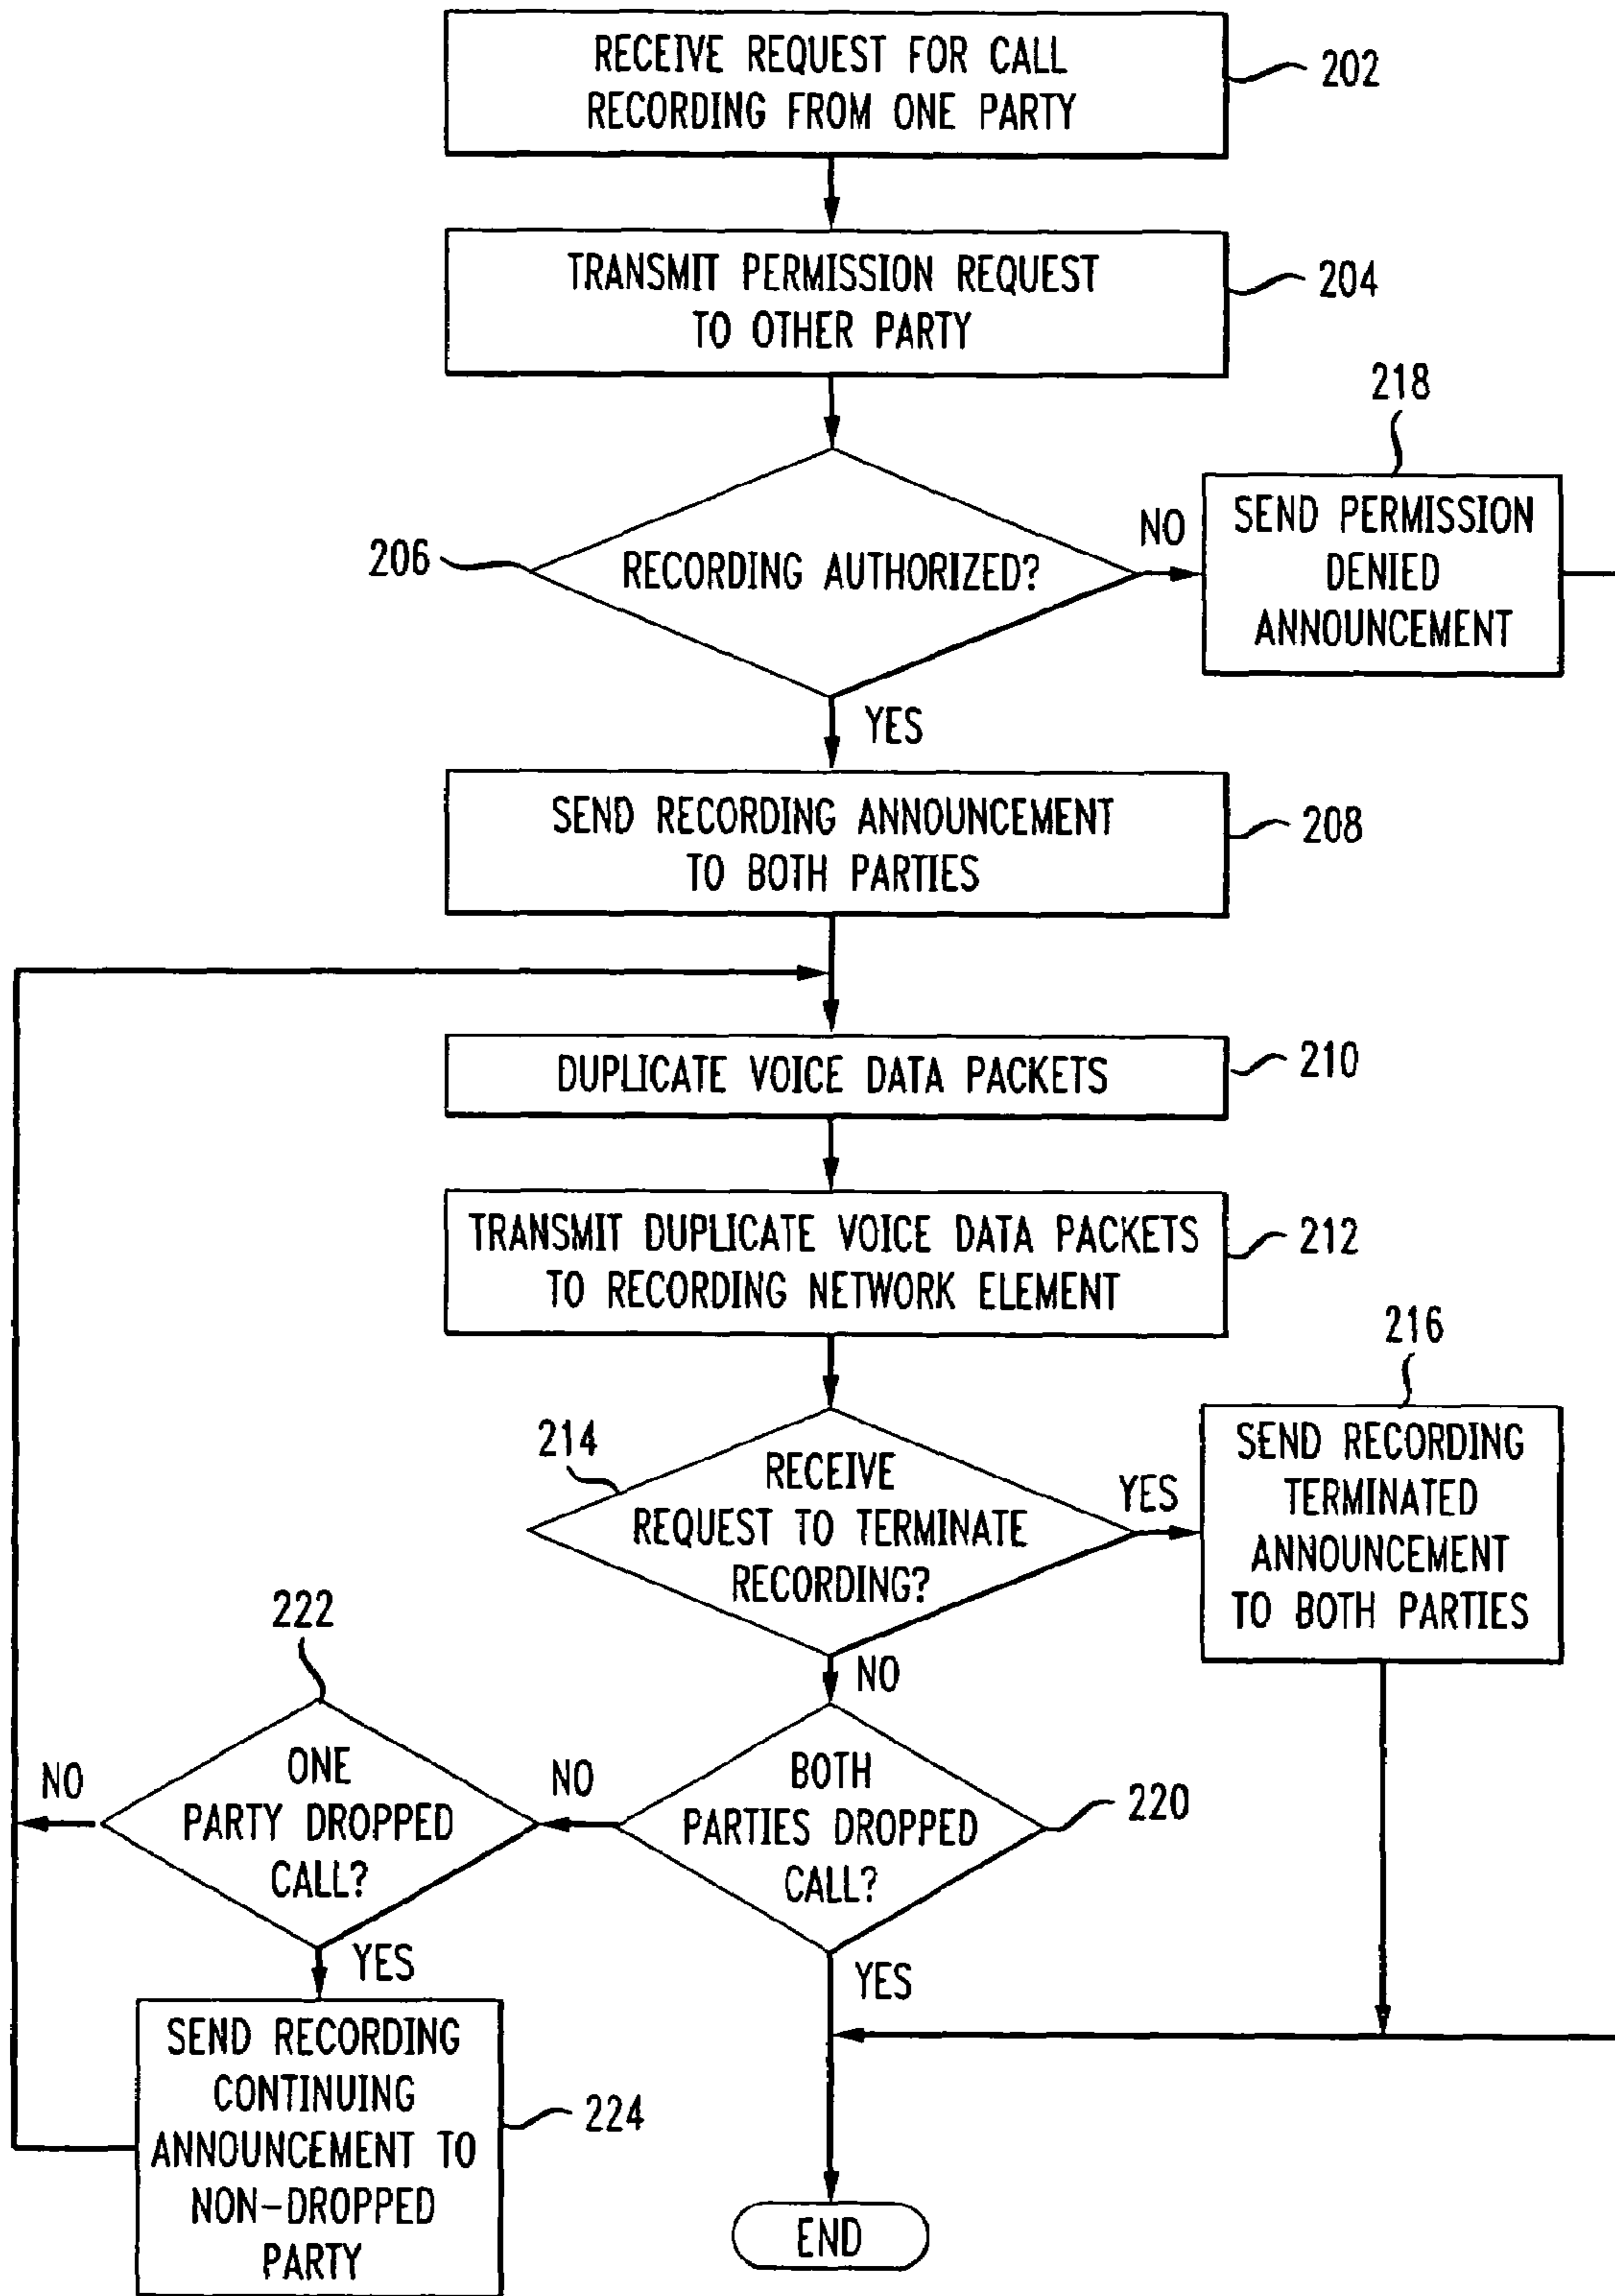 RECEIVE REQUEST FOR CALL
RECORDING FROM ONE PARTY
202
TRANSMIT PERMISSION REQUEST
TO OTHER PARTY
204
218
206
RECORDING AUTHORIZED?
NO
SEND PERMISSION
DENIED
ANNOUNCEMENT
YES
SEND RECORDING ANNOUNCEMENT
TO BOTH PARTIES
208
DUPLICATE VOICE DATA PACKETS
210
TRANSMIT DUPLICATE VOICE DATA PACKETS
TO RECORDING NETWORK ELEMENT
212
216
214
RECEIVE
REQUEST TO TERMINATE
RECORDING?
YES
SEND RECORDING
TERMINATED
ANNOUNCEMENT
TO BOTH PARTIES
NO
222
ONE
PARTY DROPPED
CALL?
NO
NO
BOTH
PARTIES DROPPED
CALL?
220
YES
YES
SEND RECORDING
CONTINUING
ANNOUNCEMENT TO
NON-DROPPED
PARTY
224
END